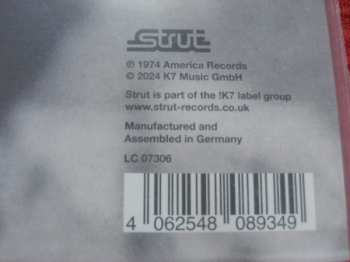 strut
℗ 1974 America Records
© 2024 K7 Music GmbH
Strut is part of the !K7 label group
www.strut-records.co.uk
Manufactured and
Assembled in Germany
LC 07306
4 062548 089349